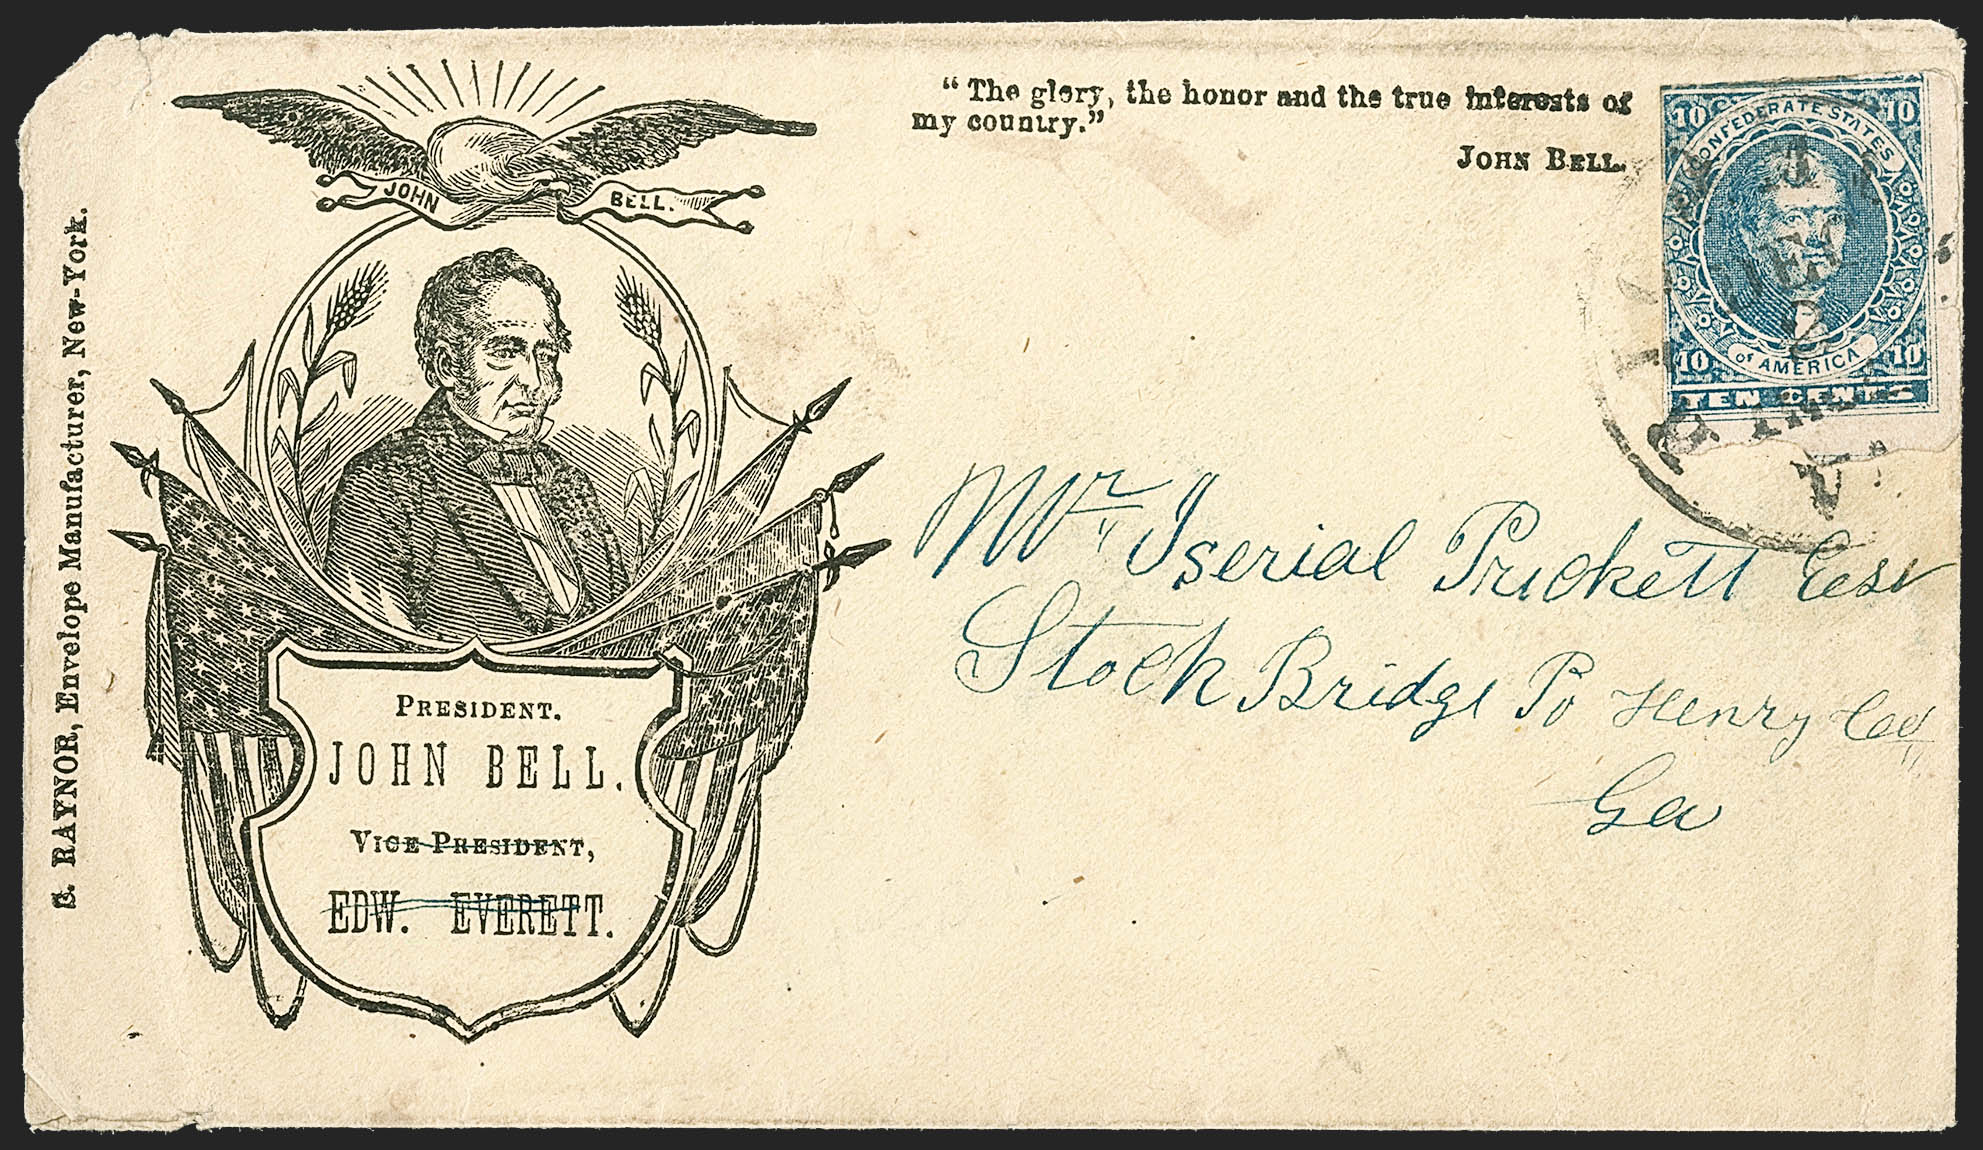 S. RAYNOR, Envelope Manufacturer, New-York.
JOHN BELL.
PRESIDENT.
JOHN BELL.
VICE-PRESIDENT,
EDW. EVERETT.
"The glory, the honor and the true interests of
my country."
JOHN BELL.
10 10
CONFEDERATE STATES
of AMERICA
10 10
TEN CENTS
2
Mr Iserial Prickett Esr
Stock Bridge Po Henry Co
Ga